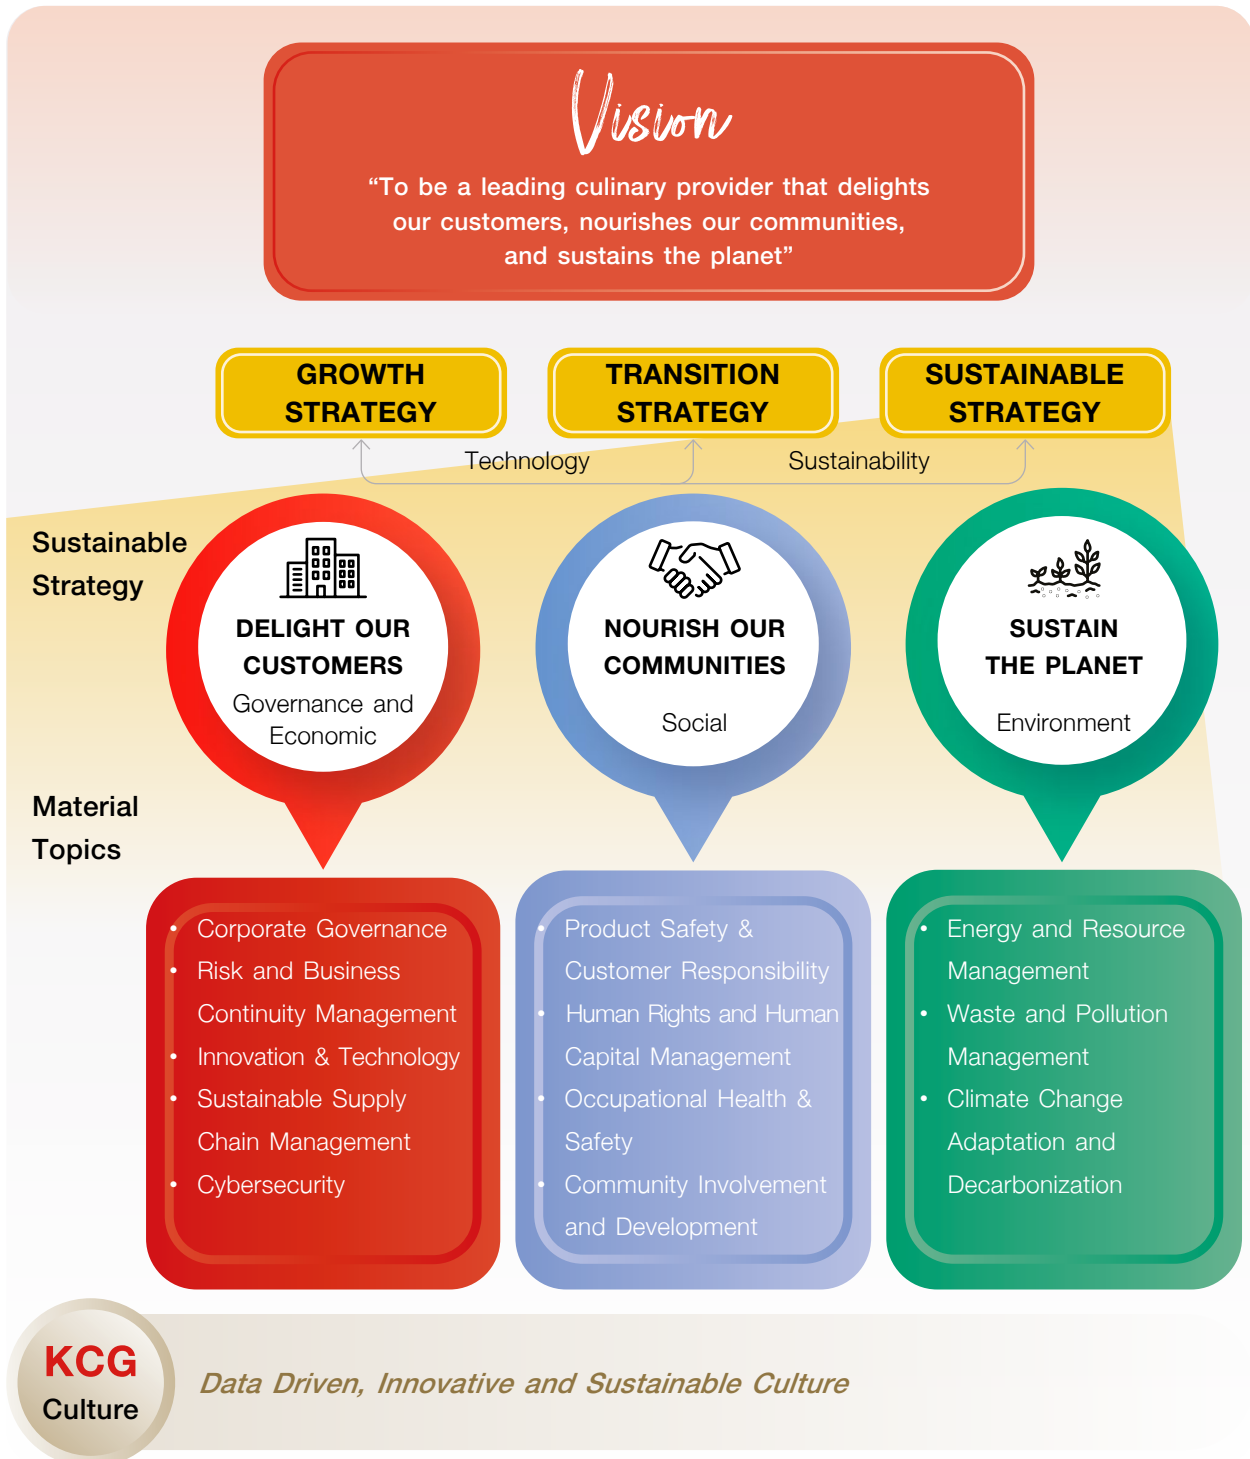 Vision
“To be a leading culinary provider that delights
our customers, nourishes our communities,
and sustains the planet”
GROWTH
STRATEGY
TRANSITION
STRATEGY
SUSTAINABLE
STRATEGY
Technology
Sustainability
Sustainable
Strategy
DELIGHT OUR
CUSTOMERS
Governance and
Economic
NOURISH OUR
COMMUNITIES
Social
SUSTAIN
THE PLANET
Environment
Material
Topics
• Corporate Governance
• Risk and Business
Continuity Management
• Innovation & Technology
• Sustainable Supply
Chain Management
• Cybersecurity
• Product Safety &
Customer Responsibility
• Human Rights and Human
Capital Management
• Occupational Health &
Safety
• Community Involvement
and Development
• Energy and Resource
Management
• Waste and Pollution
Management
• Climate Change
Adaptation and
Decarbonization
KCG
Culture
Data Driven, Innovative and Sustainable Culture